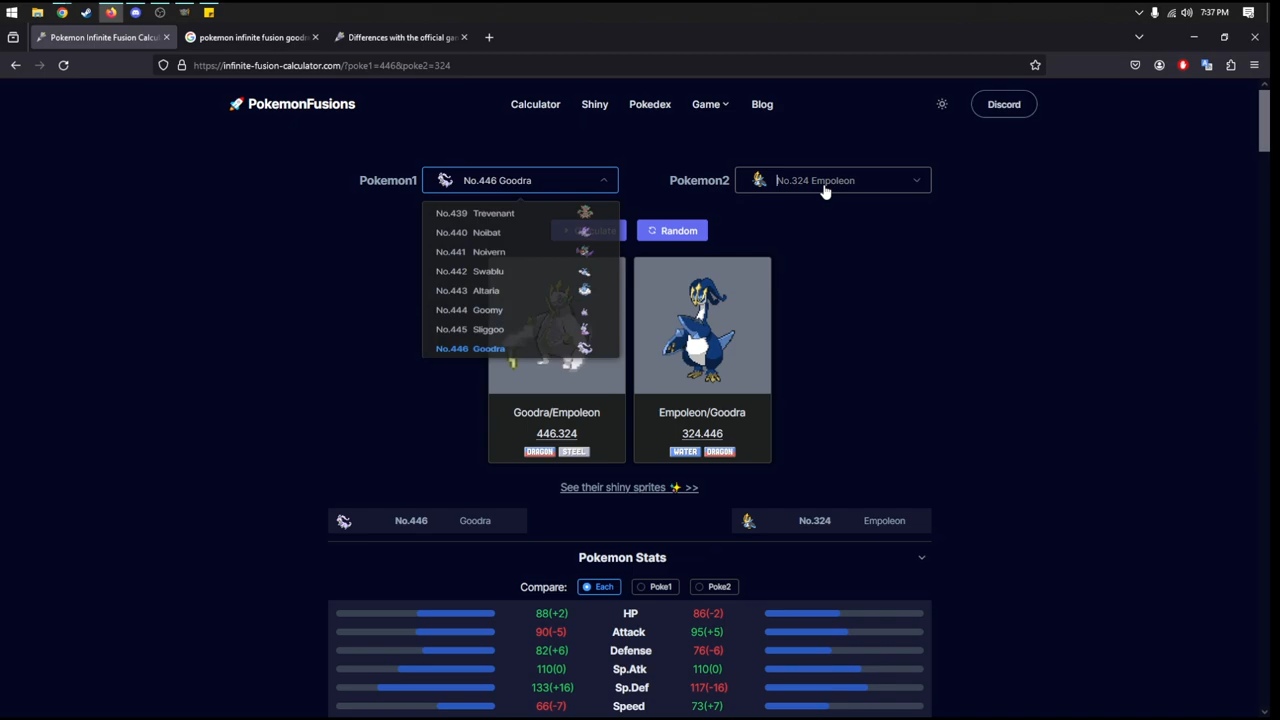 7:37 PM
Pokemon Infinite Fusion Calcul
pokemon infinite fusion goodr
Differences with the official gar
https://infinite-fusion-calculator.com/?poke1=446&poke2=324
PokemonFusions
Calculator
Shiny
Pokedex
Game
Blog
Discord
Pokemon1
No.446 Goodra
Pokemon2
No.324 Empoleon
No.439 Trevenant
No.440 Noibat
No.441 Noivern
No.442 Swablu
No.443 Altaria
No.444 Goomy
No.445 Sliggoo
No.446 Goodra
Random
Goodra/Empoleon
446.324
DRAGON STEEL
Empoleon/Goodra
324.446
WATER DRAGON
See their shiny sprites ✨ >>
No.446 Goodra
No.324 Empoleon
Pokemon Stats
Compare: Each Poke1 Poke2
88(+2) HP 86(-2)
90(-5) Attack 95(+5)
82(+6) Defense 76(-6)
110(0) Sp.Atk 110(0)
133(+16) Sp.Def 117(-16)
66(-7) Speed 73(+7)